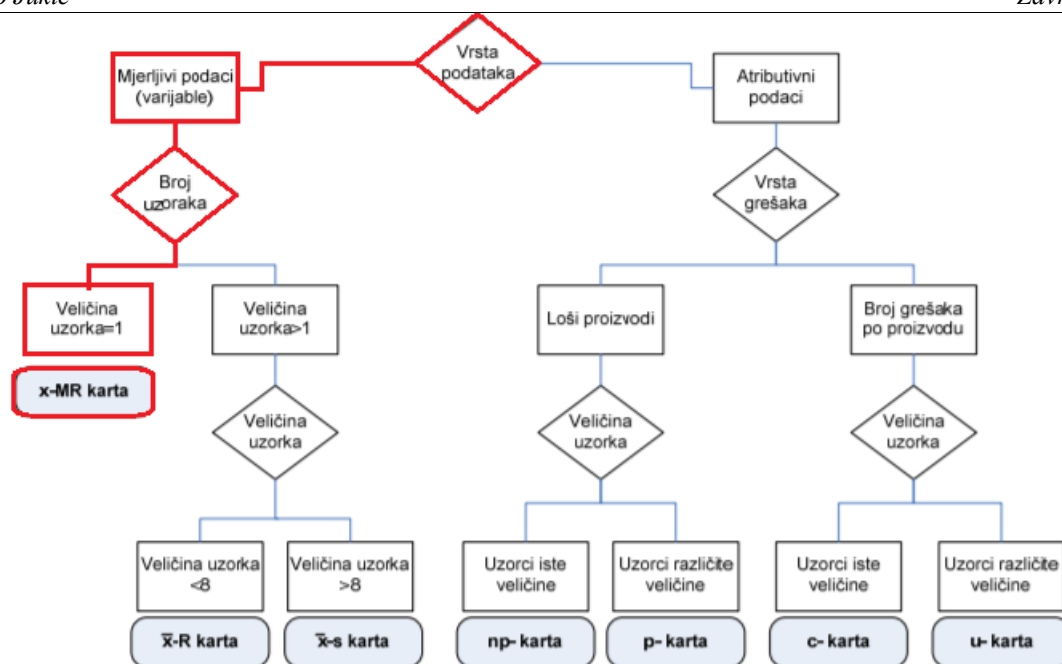 Vrsta
podataka
Mjerljivi podaci
(varijable)
Atributivni
podaci
Broj
uzoraka
Vrsta
grešaka
Veličina
uzorka=1
Veličina
uzorka>1
Loši proizvodi
Broj grešaka
po proizvodu
x-MR karta
Veličina
uzorka
Veličina
uzorka
Veličina
uzorka
Veličina uzorka
<8
Veličina uzorka
>8
Uzorci iste
veličine
Uzorci različite
veličine
Uzorci iste
veličine
Uzorci različite
veličine
x̅-R karta
x̅-s karta
np- karta
p- karta
c- karta
u- karta